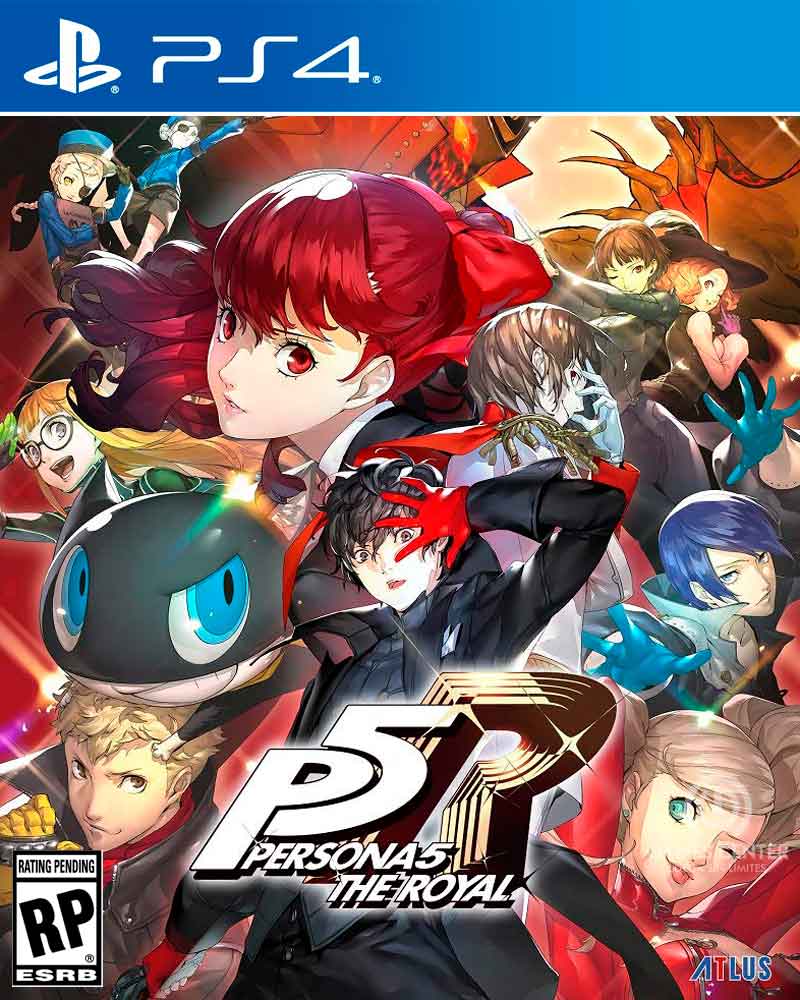 PS4
P5R
PERSONA5
THE ROYAL
RATING PENDING
RP
ESRB
ATLUS